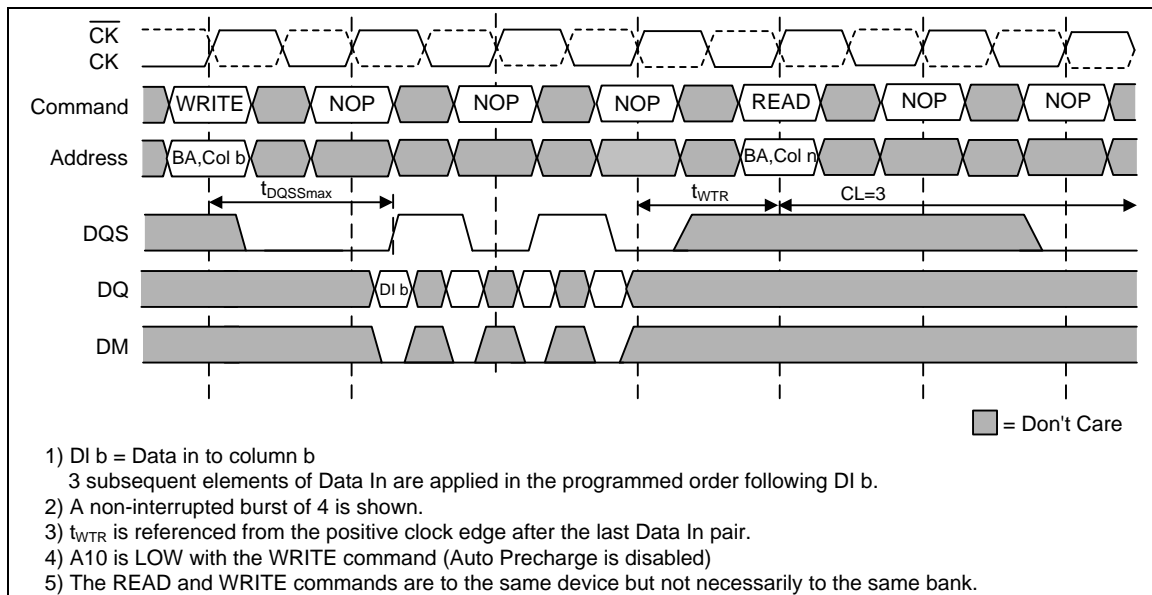 CK
CK
Command WRITE NOP NOP NOP READ NOP NOP
Address BA,Col b BA,Col n
tDQSSmax tWTR CL=3
DQS
DQ DI b
DM
= Don't Care
1) DI b = Data in to column b
3 subsequent elements of Data In are applied in the programmed order following DI b.
2) A non-interrupted burst of 4 is shown.
3) tWTR is referenced from the positive clock edge after the last Data In pair.
4) A10 is LOW with the WRITE command (Auto Precharge is disabled)
5) The READ and WRITE commands are to the same device but not necessarily to the same bank.